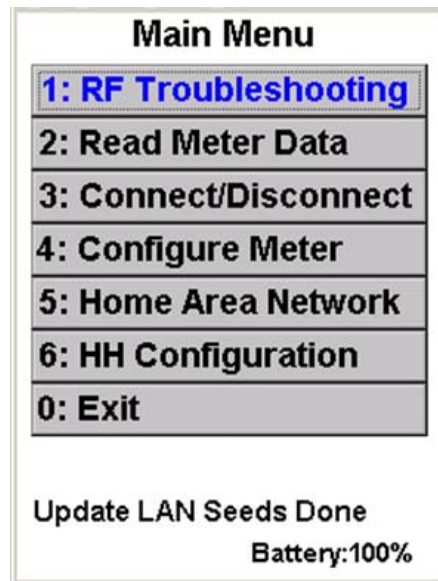 Main Menu
1: RF Troubleshooting
2: Read Meter Data
3: Connect/Disconnect
4: Configure Meter
5: Home Area Network
6: HH Configuration
0: Exit
Update LAN Seeds Done
Battery:100%